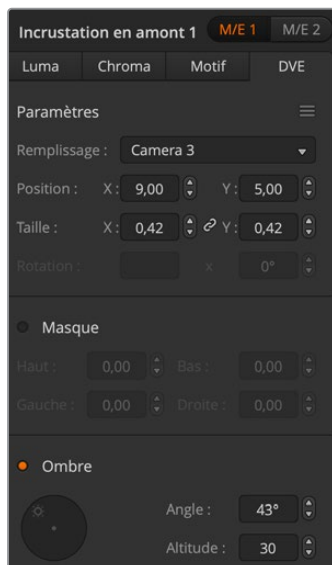 Incrustation en amont 1 M/E 1 M/E 2
Luma Chroma Motif DVE
Paramètres
Remplissage : Camera 3
Position : X : 9,00 Y : 5,00
Taille : X : 0,42 Y : 0,42
Rotation : x 0°
Masque
Haut : 0,00 Bas : 0,00
Gauche : 0,00 Droite : 0,00
Ombre
Angle : 43°
Altitude : 30